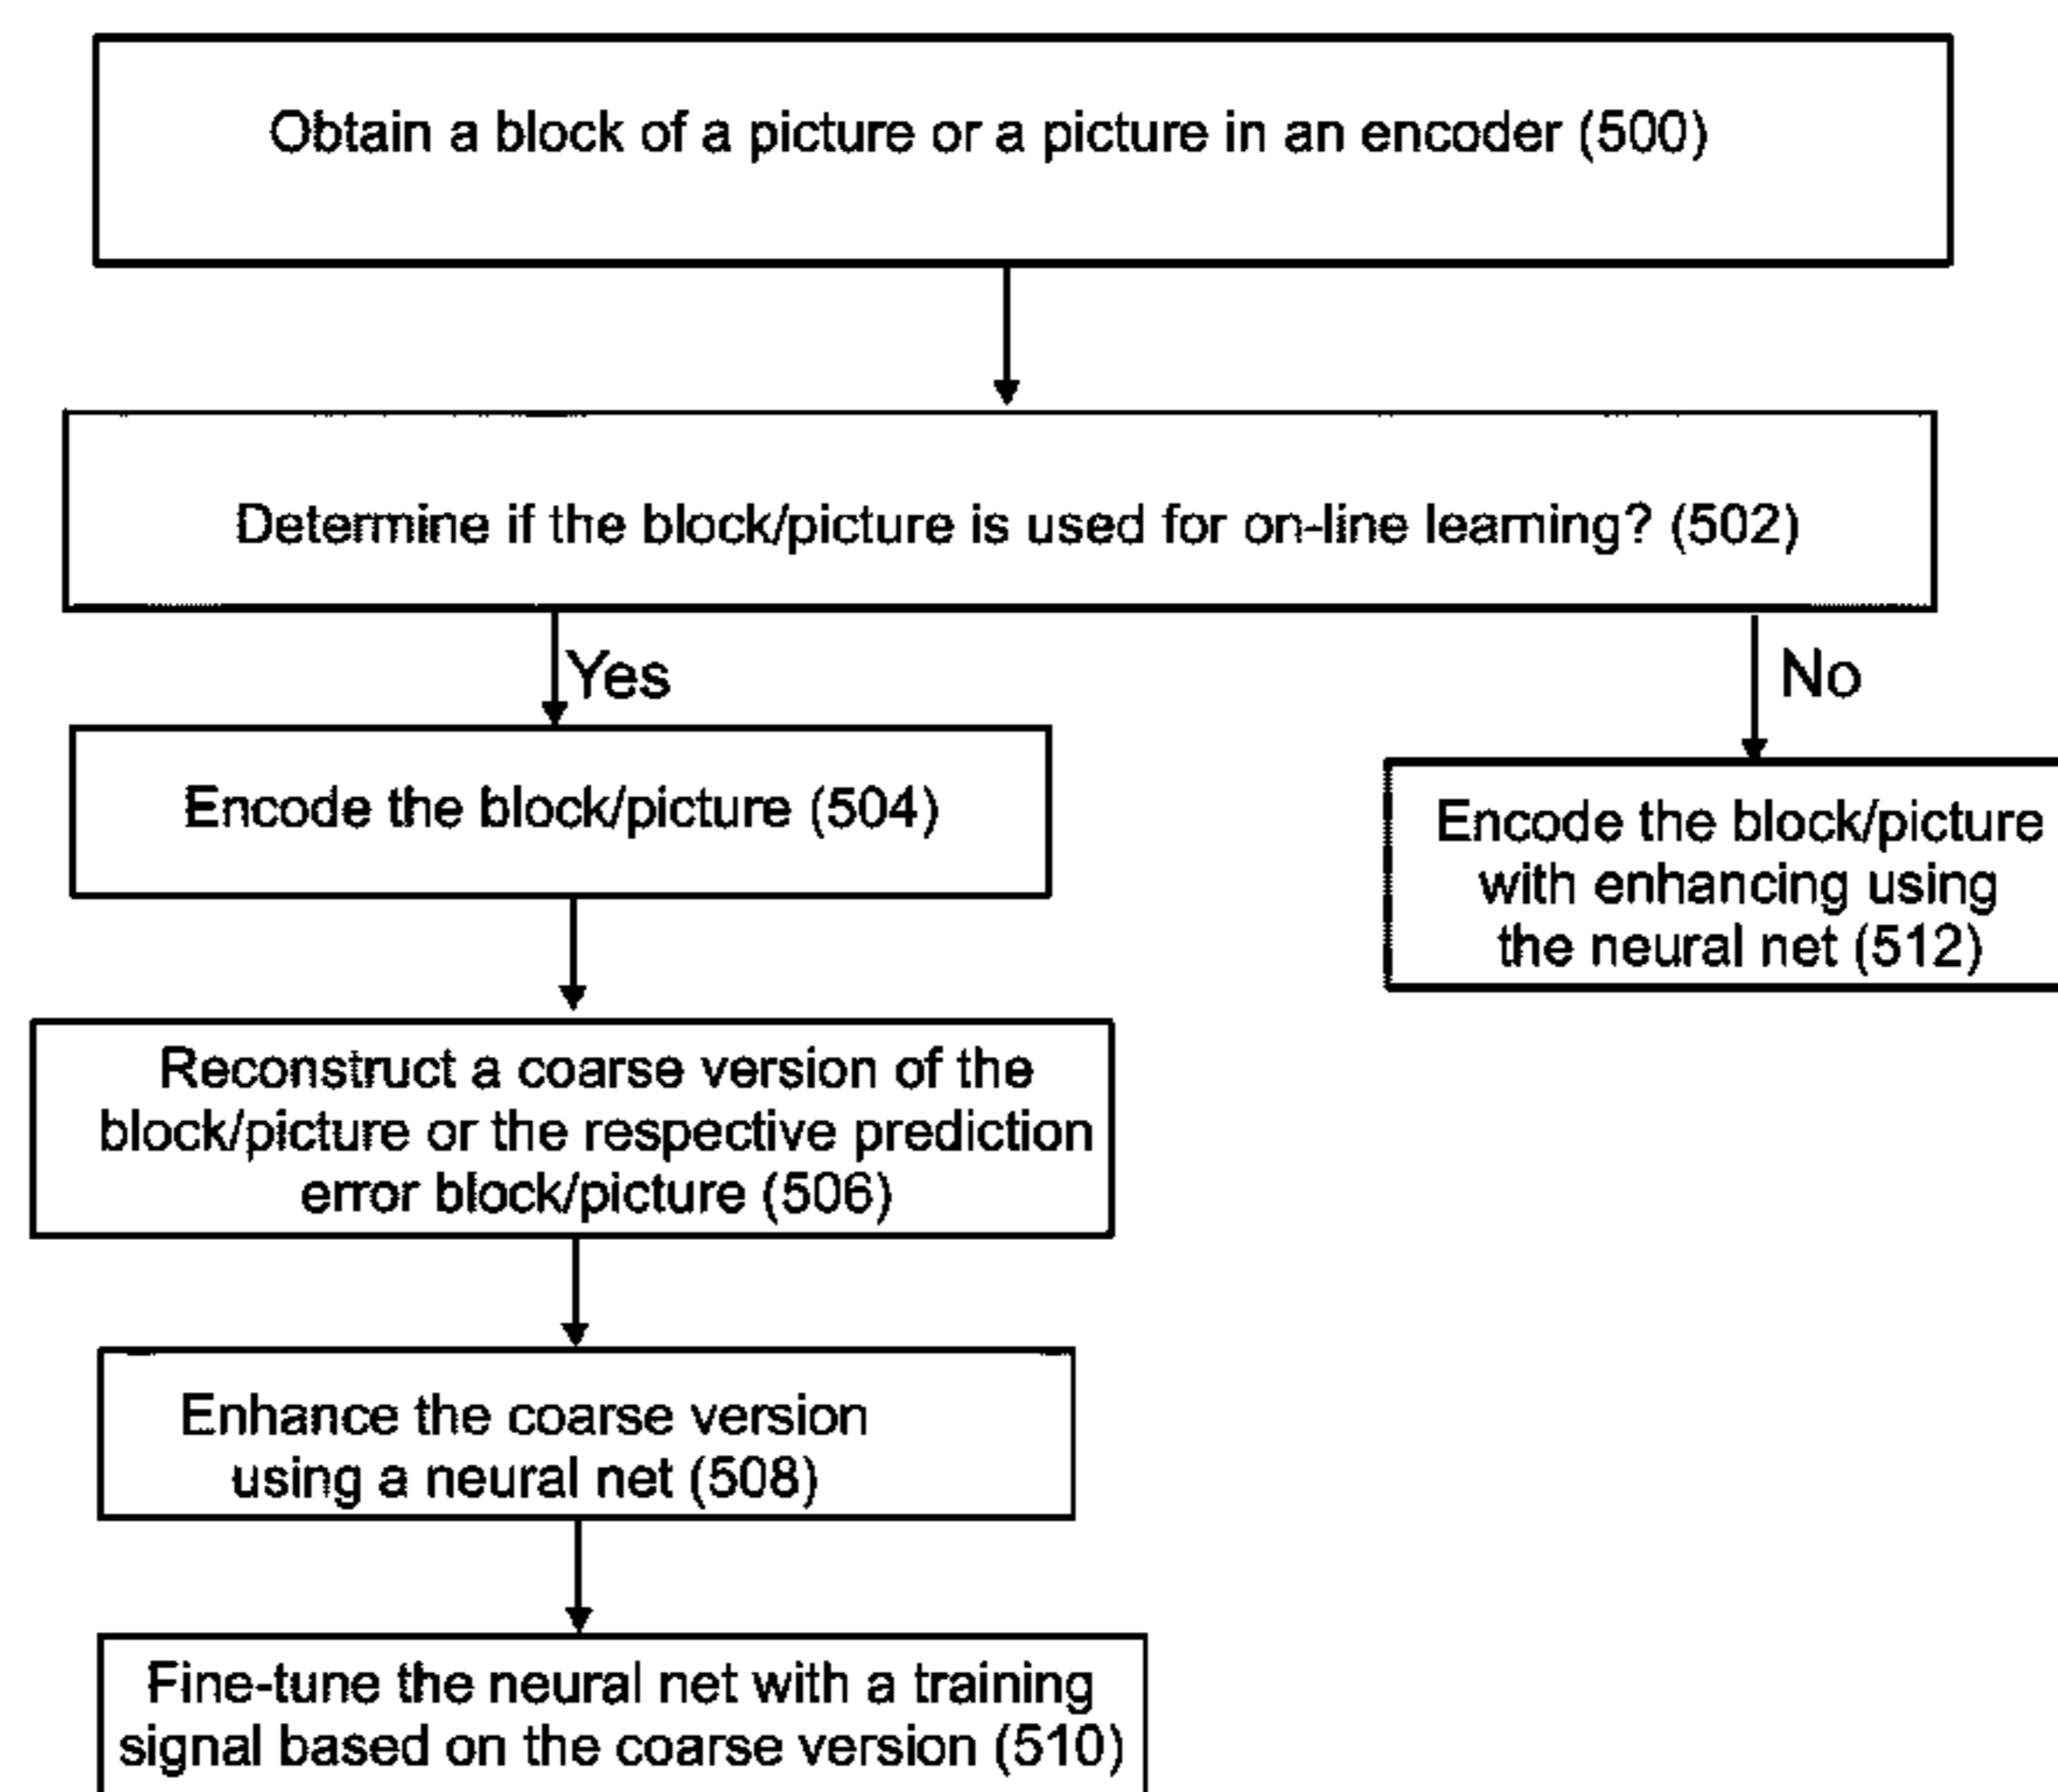 Obtain a block of a picture or a picture in an encoder (500)
Determine if the block/picture is used for on-line learning? (502)
Yes
No
Encode the block/picture (504)
Encode the block/picture
with enhancing using
the neural net (512)
Reconstruct a coarse version of the
block/picture or the respective prediction
error block/picture (506)
Enhance the coarse version
using a neural net (508)
Fine-tune the neural net with a training
signal based on the coarse version (510)